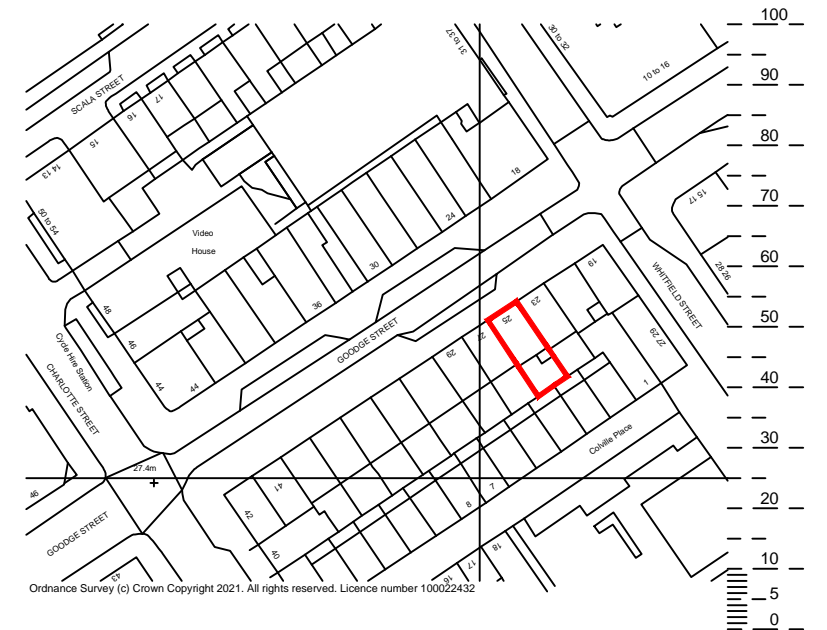 31 to 37
30 to 32
10 to 16
SCALA STREET
17
16
15
14 13
50 to 54
18
15 17
24
Video
House
30
28 26
WHITFIELD STREET
19
23
25
27
36
48
46
44
44
GOODGE STREET
29
27 29
Cycle Hire Station
CHARLOTTE STREET
1
Colville Place
27.4m
46
41
42
40
7
8
GOODGE STREET
43
18
17
16
Ordnance Survey (c) Crown Copyright 2021. All rights reserved. Licence number 100022432
100
90
80
70
60
50
40
30
20
10
5
0